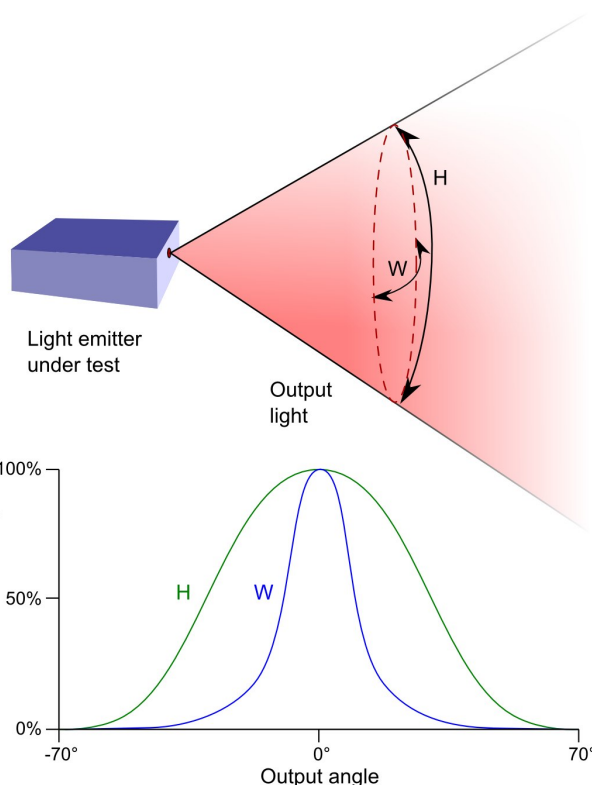 H
W
Light emitter
under test
Output
light
100%
H
W
50%
0%
-70°
0°
70°
Output angle